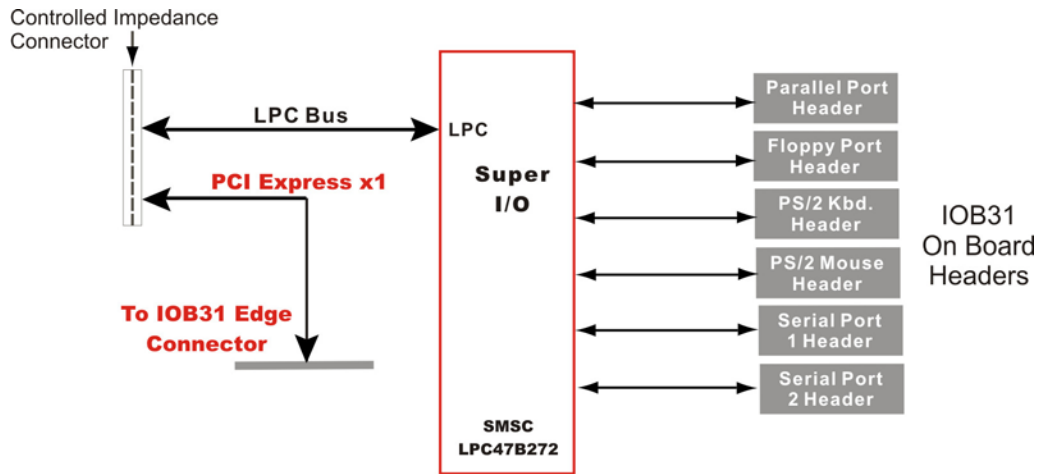 Controlled Impedance
Connector
LPC Bus
PCI Express x1
To IOB31 Edge
Connector
LPC
Super
I/O
SMSC
LPC47B272
Parallel Port
Header
Floppy Port
Header
PS/2 Kbd.
Header
PS/2 Mouse
Header
Serial Port
1 Header
Serial Port
2 Header
IOB31
On Board
Headers